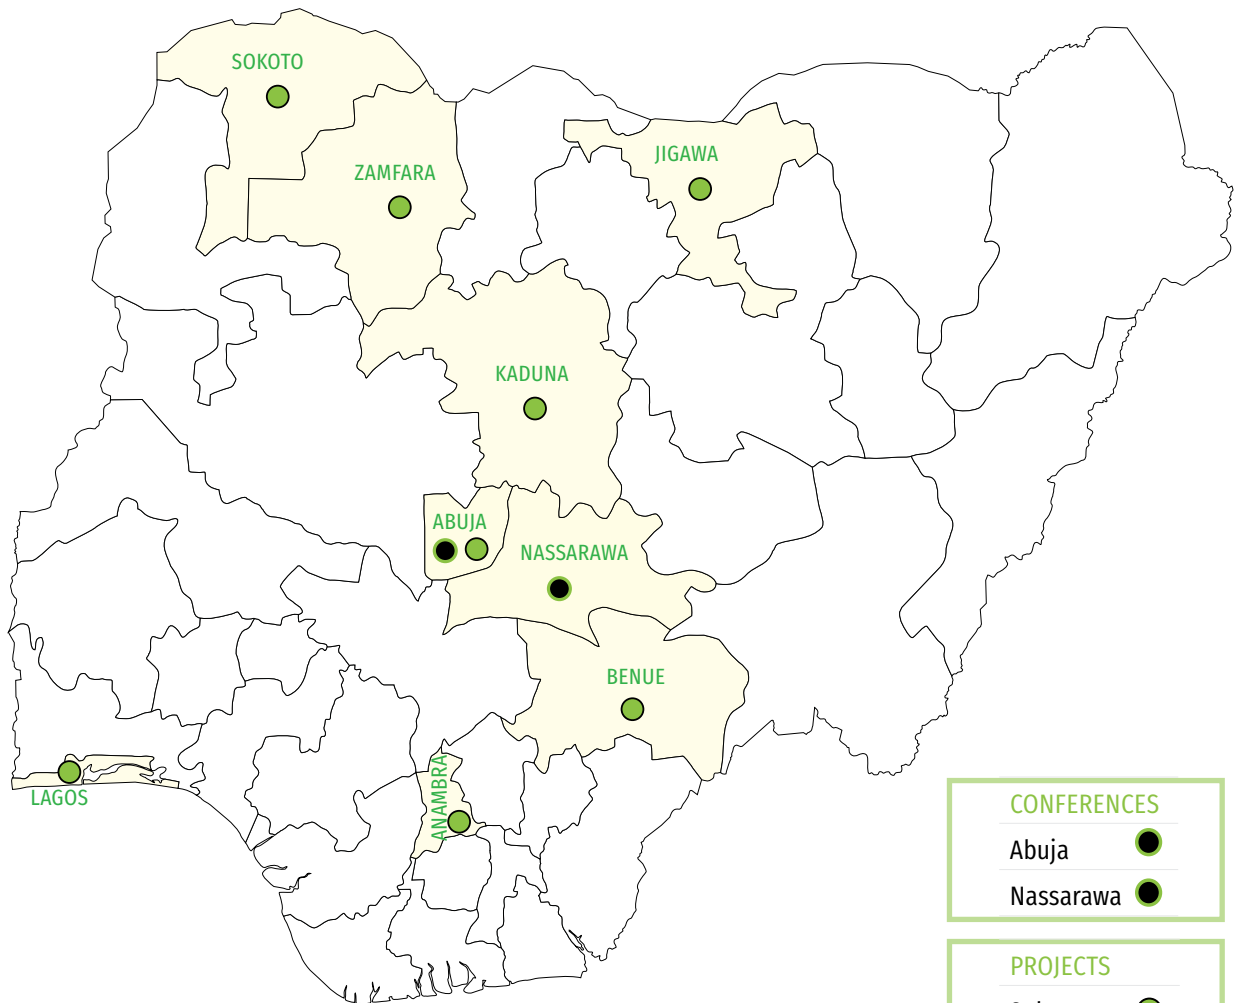 SOKOTO
ZAMFARA
JIGAWA
KADUNA
ABUJA
NASSARAWA
BENUE
ANAMBRA
LAGOS
CONFERENCES
Abuja
Nassarawa
PROJECTS